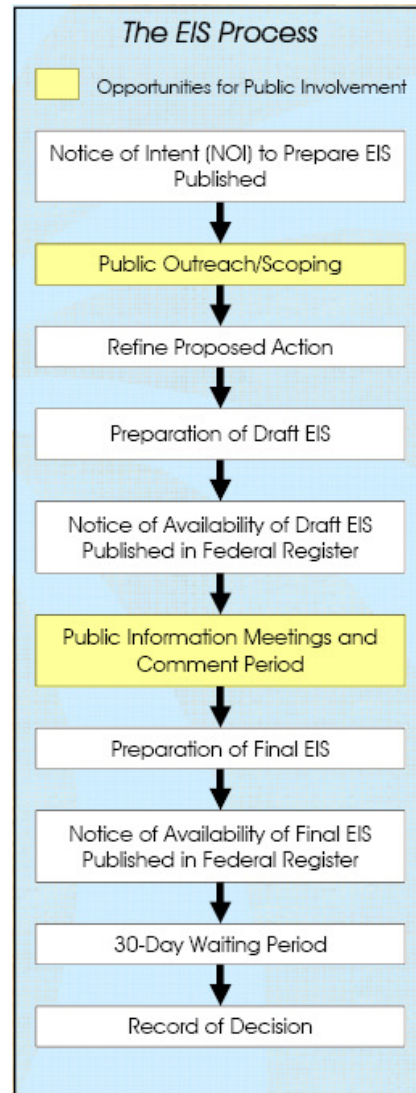 The EIS Process
Opportunities for Public Involvement
Notice of Intent (NOI) to Prepare EIS
Published
Public Outreach/Scoping
Refine Proposed Action
Preparation of Draft EIS
Notice of Availability of Draft EIS
Published in Federal Register
Public Information Meetings and
Comment Period
Preparation of Final EIS
Notice of Availability of Final EIS
Published in Federal Register
30-Day Waiting Period
Record of Decision